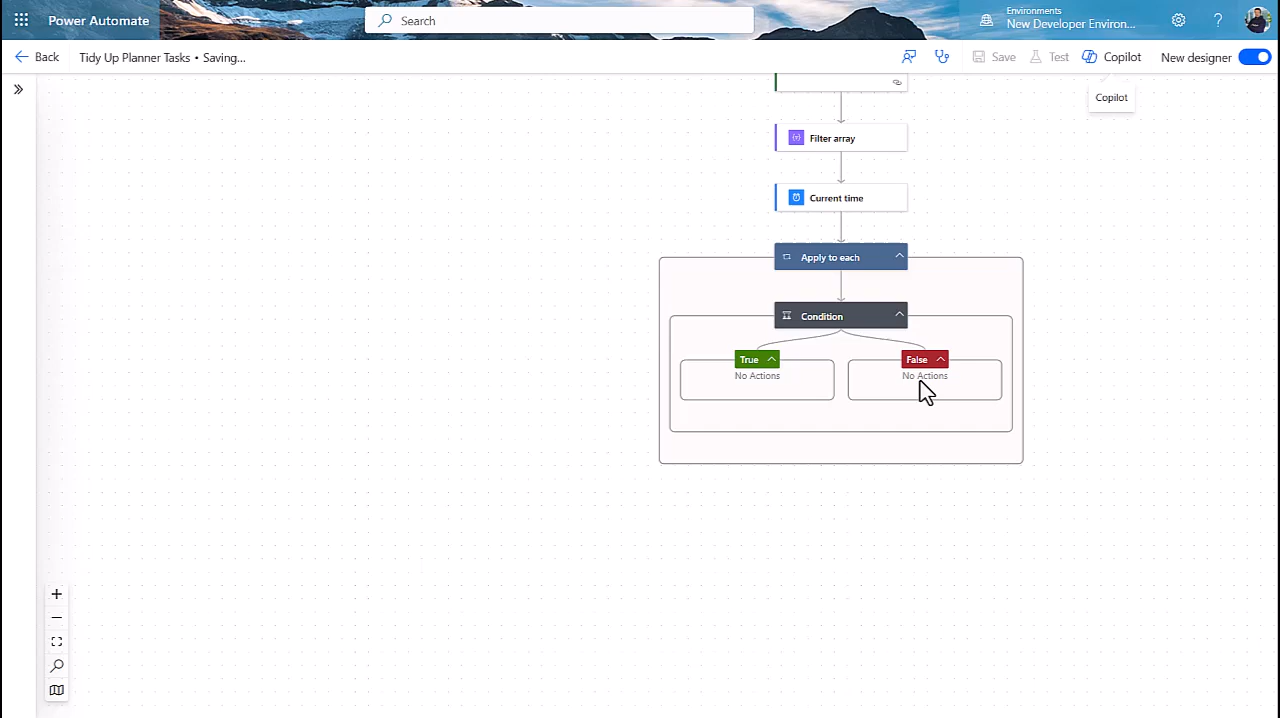 Power Automate
Search
Environments
New Developer Environ...
?
Back
Tidy Up Planner Tasks • Saving...
Save
Test
Copilot
New designer
Copilot
Filter array
Current time
Apply to each
Condition
True
False
No Actions
No Actions